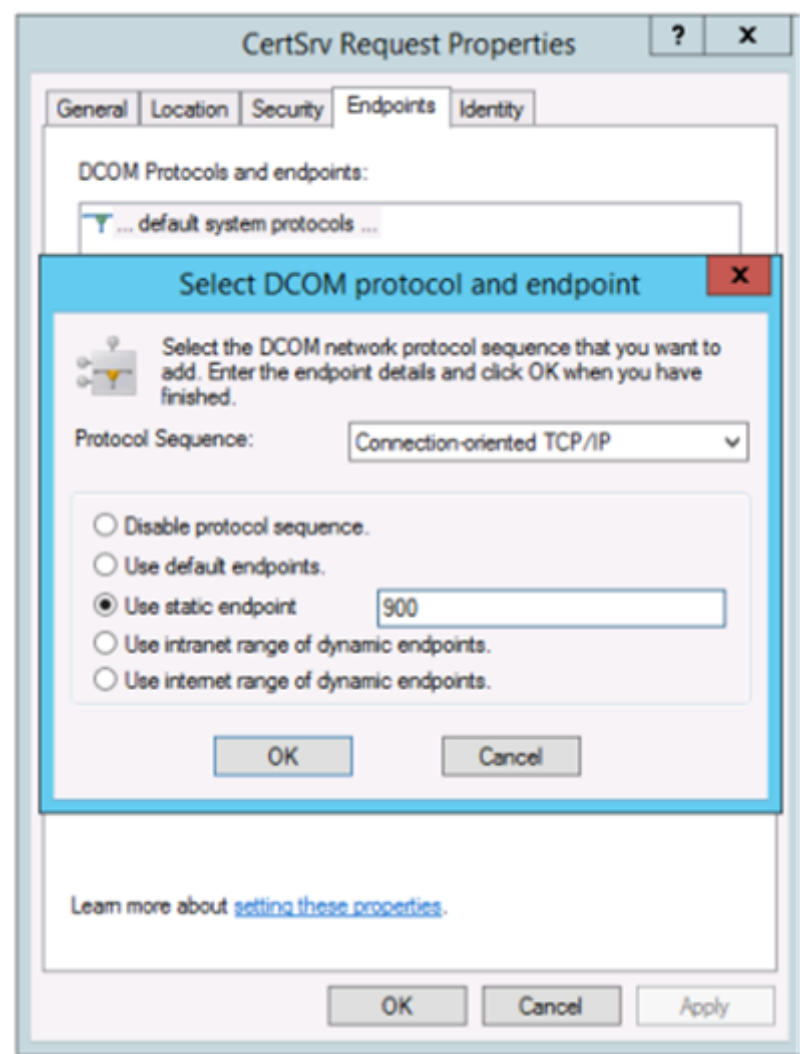 CertSrv Request Properties
? x
General Location Security Endpoints Identity
DCOM Protocols and endpoints:
... default system protocols ...
Select DCOM protocol and endpoint
x
Select the DCOM network protocol sequence that you want to
add. Enter the endpoint details and click OK when you have
finished.
Protocol Sequence: Connection-oriented TCP/IP
Disable protocol sequence.
Use default endpoints.
Use static endpoint 900
Use intranet range of dynamic endpoints.
Use internet range of dynamic endpoints.
OK Cancel
Learn more about setting these properties.
OK Cancel Apply